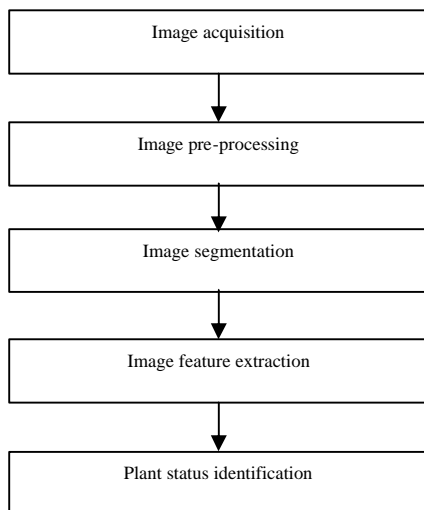 Image acquisition
Image pre-processing
Image segmentation
Image feature extraction
Plant status identification